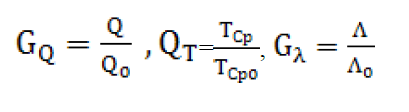 G_Q = Q/Q_o , Q_T = T_Cp/T_Cpo, G_λ = Λ/Λ_o